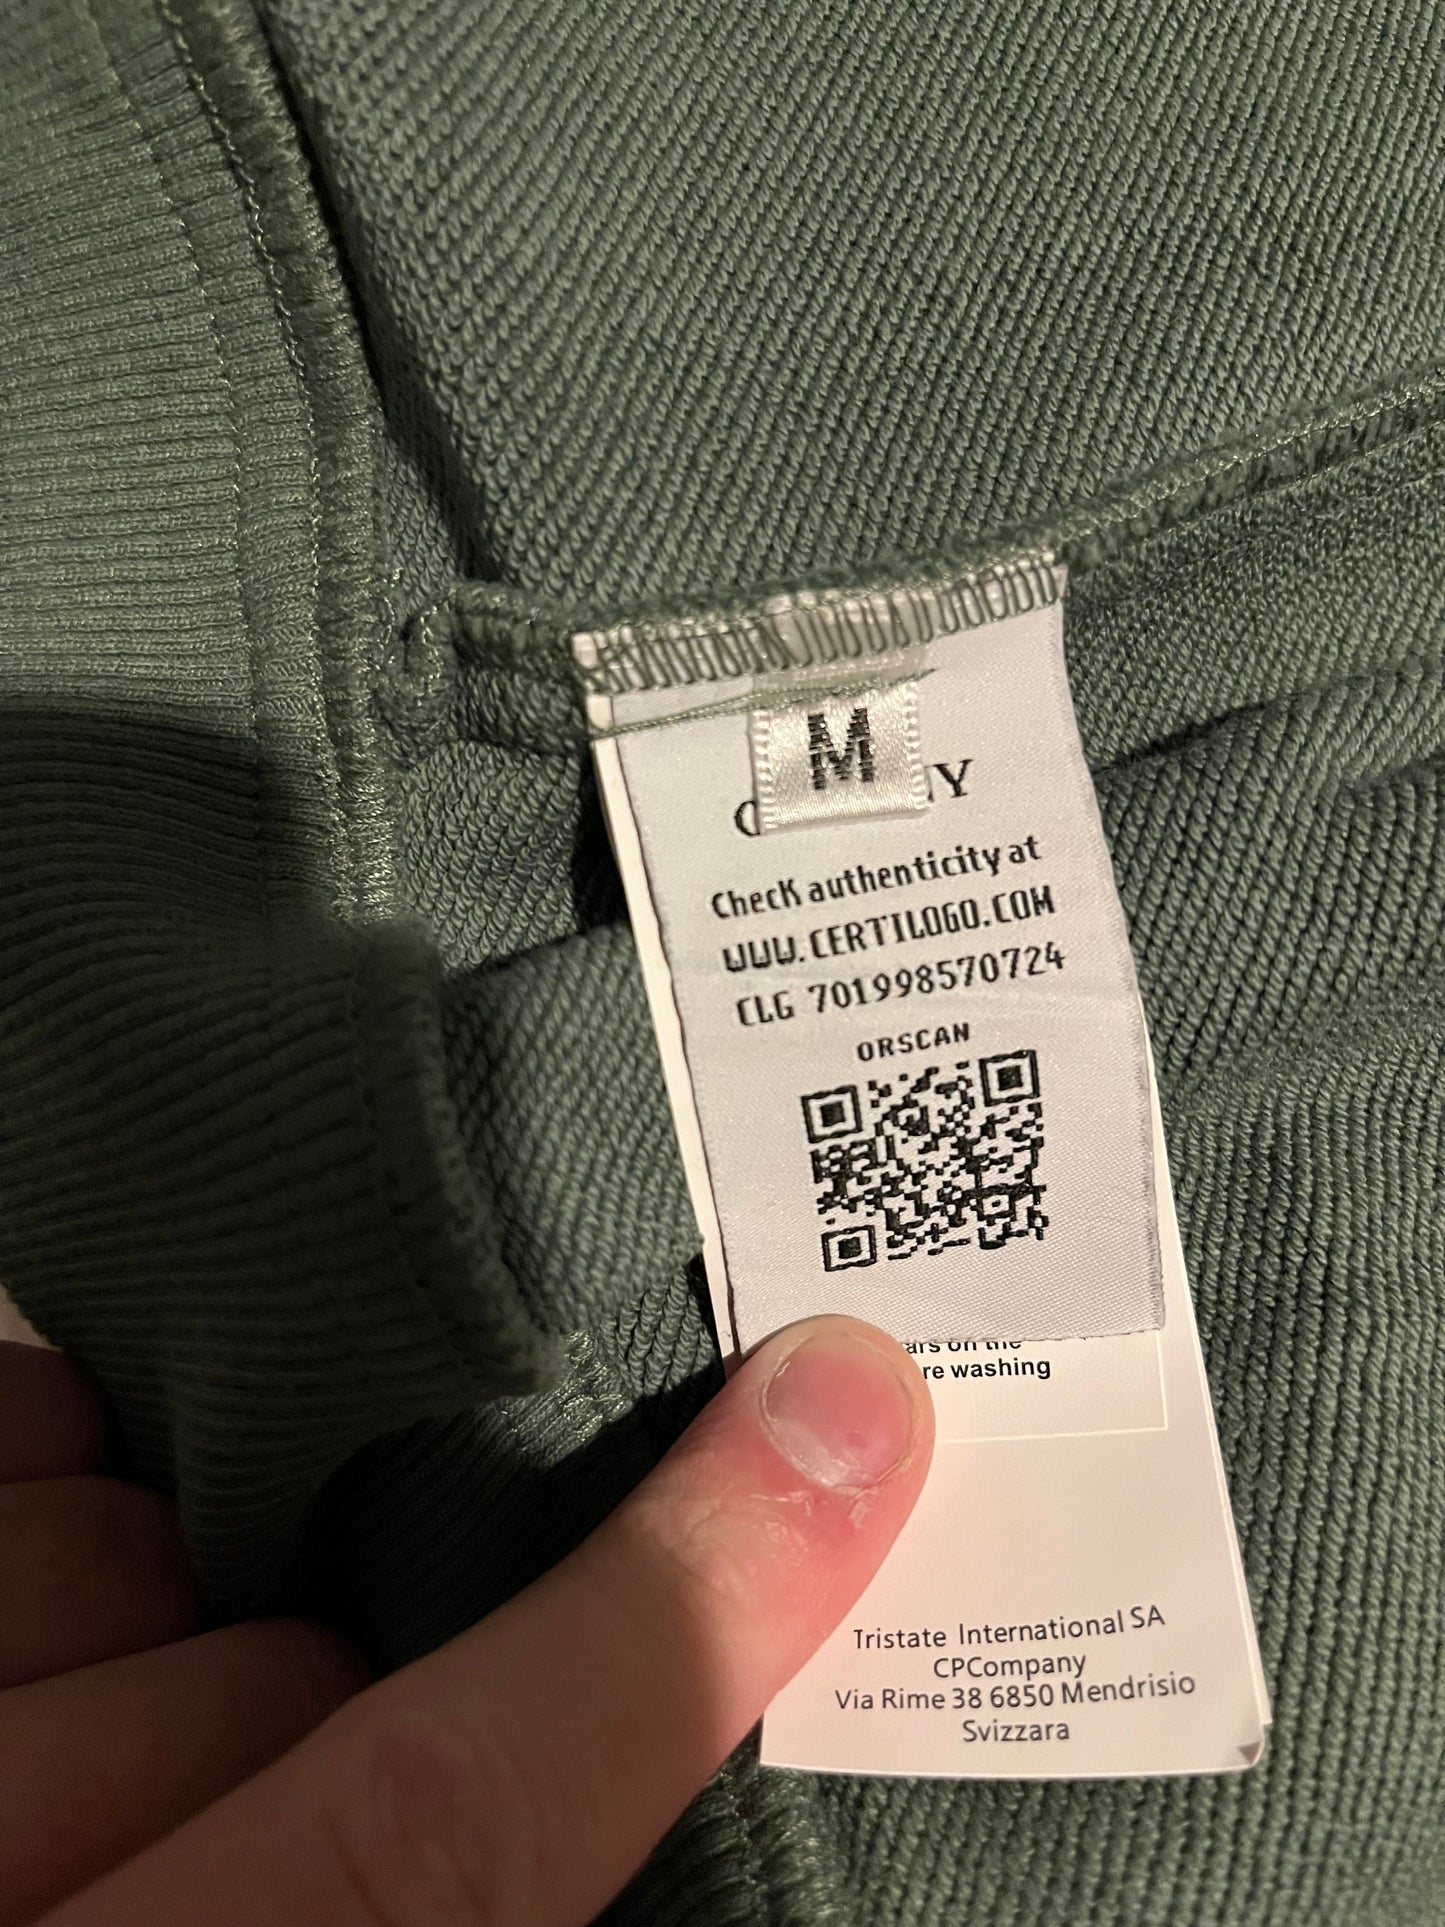 M
Check authenticity at
WWW.CERTILOGO.COM
CLG 701998570724
ORSCAN
re washing
Tristate International SA
CPCompany
Via Rime 38 6850 Mendrisio
Svizzara